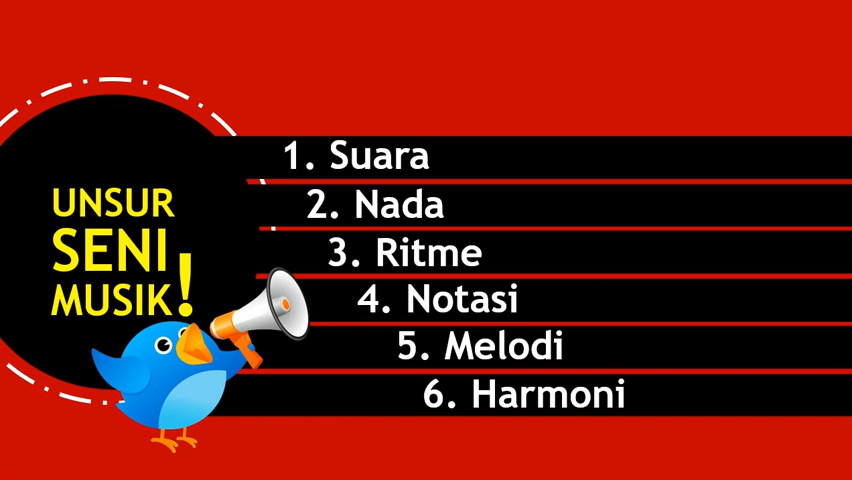 UNSUR
SENI
MUSIK!
1. Suara
2. Nada
3. Ritme
4. Notasi
5. Melodi
6. Harmoni